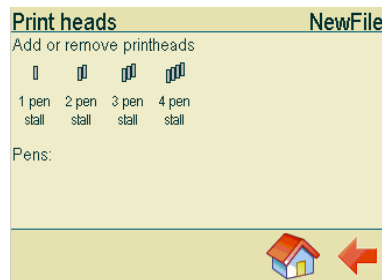 Print heads NewFile
Add or remove printheads
1 pen 2 pen 3 pen 4 pen
stall stall stall stall
Pens: